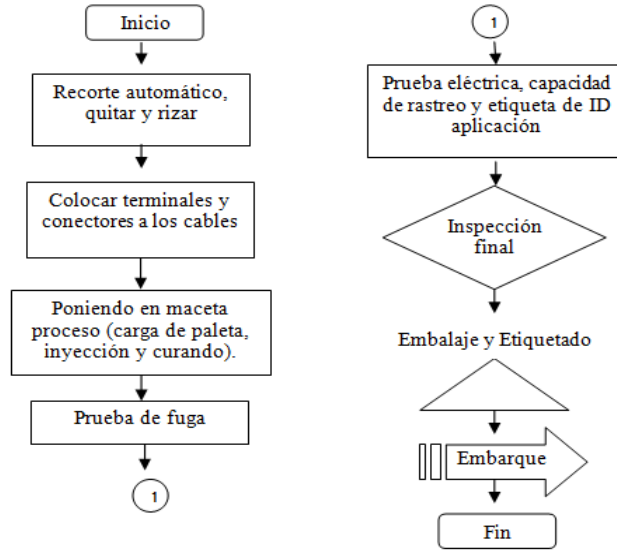 Inicio
Recorte automático,
quitar y rizar
Colocar terminales y
conectores a los cables
Poniendo en maceta
proceso (carga de paleta,
inyección y curando).
Prueba de fuga
1
1
Prueba eléctrica, capacidad
de rastreo y etiqueta de ID
aplicación
Inspección
final
Embalaje y Etiquetado
Embarque
Fin